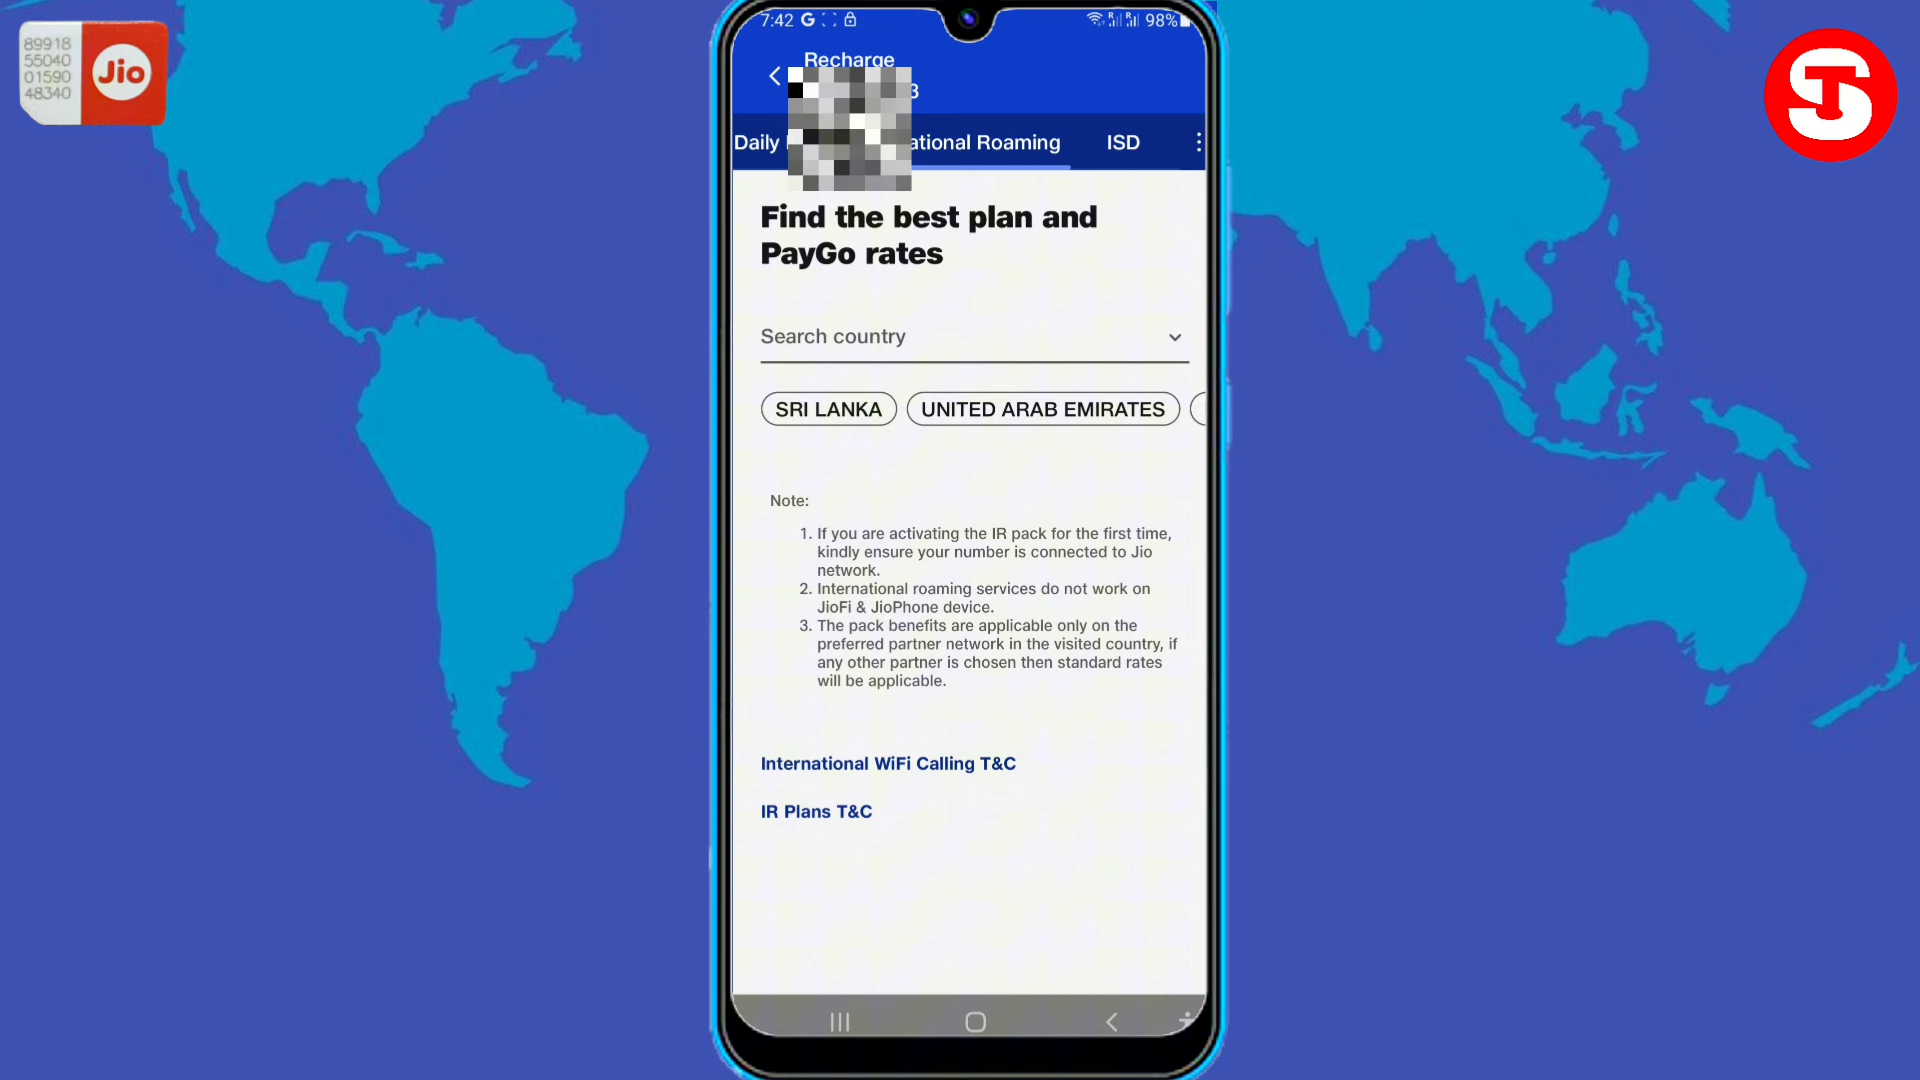 89918
55040
01590
48340
Jio
ST
7:42 G 98%
Recharge
3
Daily ational Roaming ISD
Find the best plan and
PayGo rates
Search country
SRI LANKA UNITED ARAB EMIRATES
Note:
1. If you are activating the IR pack for the first time,
kindly ensure your number is connected to Jio
network.
2. International roaming services do not work on
JioFi & JioPhone device.
3. The pack benefits are applicable only on the
preferred partner network in the visited country, if
any other partner is chosen then standard rates
will be applicable.
International WiFi Calling T&C
IR Plans T&C